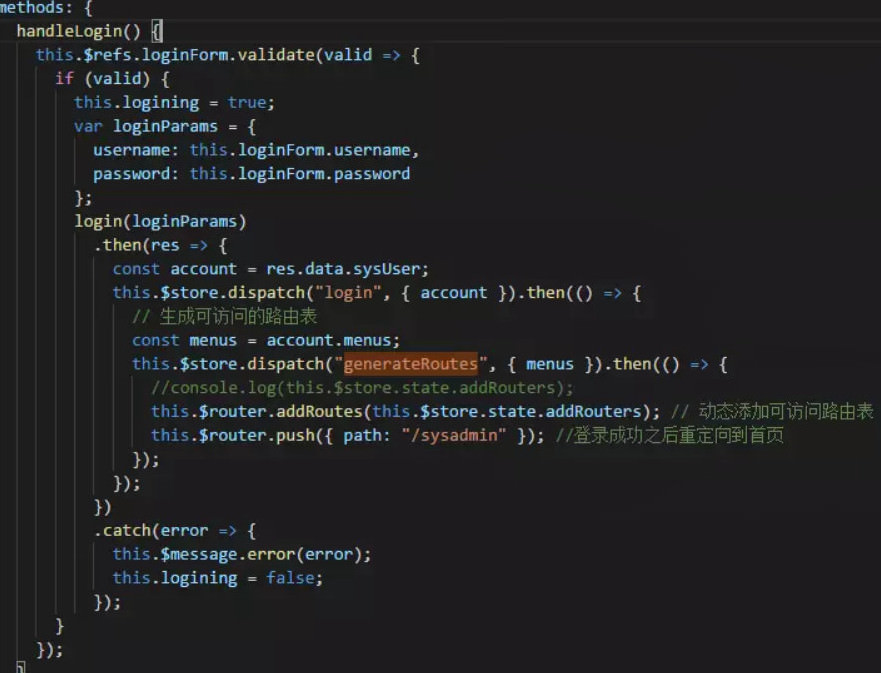 methods: {
handleLogin() {
this.$refs.loginForm.validate(valid => {
if (valid) {
this.logining = true;
var loginParams = {
username: this.loginForm.username,
password: this.loginForm.password
};
login(loginParams)
.then(res => {
const account = res.data.sysUser;
this.$store.dispatch("login", { account }).then(() => {
// 生成可访问的路由表
const menus = account.menus;
this.$store.dispatch("generateRoutes", { menus }).then(() => {
//console.log(this.$store.state.addRouters);
this.$router.addRoutes(this.$store.state.addRouters); // 动态添加可访问路由表
this.$router.push({ path: "/sysadmin" }); //登录成功之后重定向到首页
});
});
})
.catch(error => {
this.$message.error(error);
this.logining = false;
});
}
});
}